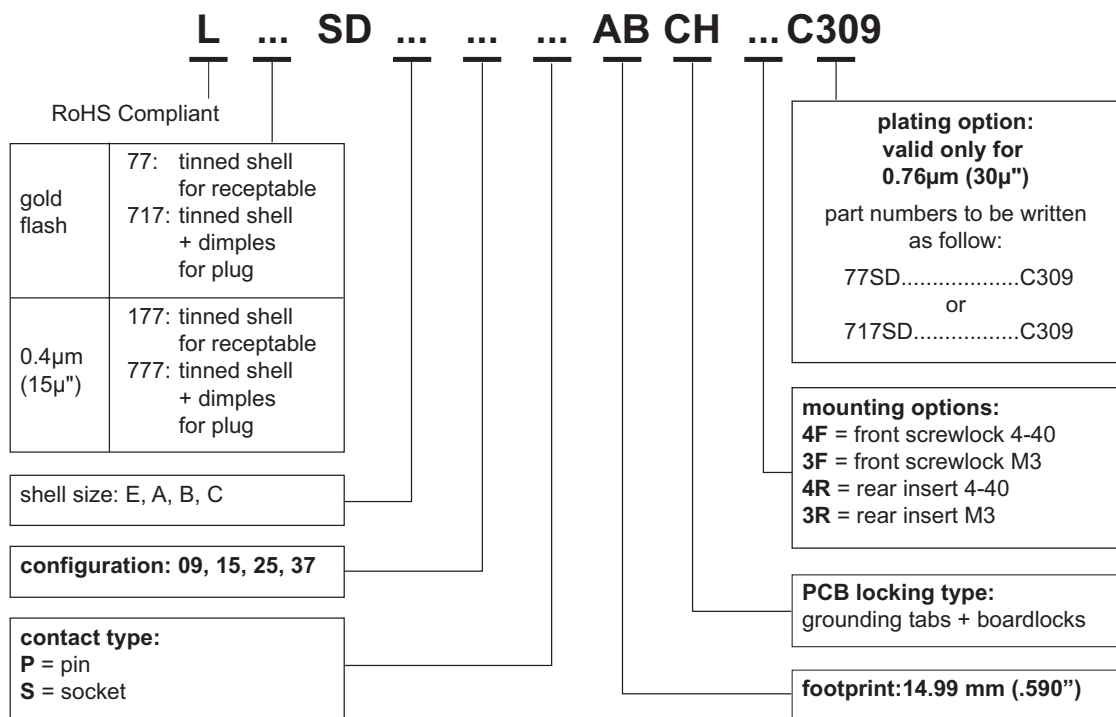 L ... SD ... ... ... AB CH ... C309
RoHS Compliant
gold
flash
77: tinned shell
for receptable
717: tinned shell
+ dimples
for plug
0.4µm
(15µ")
177: tinned shell
for receptable
777: tinned shell
+ dimples
for plug
shell size: E, A, B, C
configuration: 09, 15, 25, 37
contact type:
P = pin
S = socket
plating option:
valid only for
0.76µm (30µ")
part numbers to be written
as follow:
77SD...................C309
or
717SD.................C309
mounting options:
4F = front screwlock 4-40
3F = front screwlock M3
4R = rear insert 4-40
3R = rear insert M3
PCB locking type:
grounding tabs + boardlocks
footprint:14.99 mm (.590”)